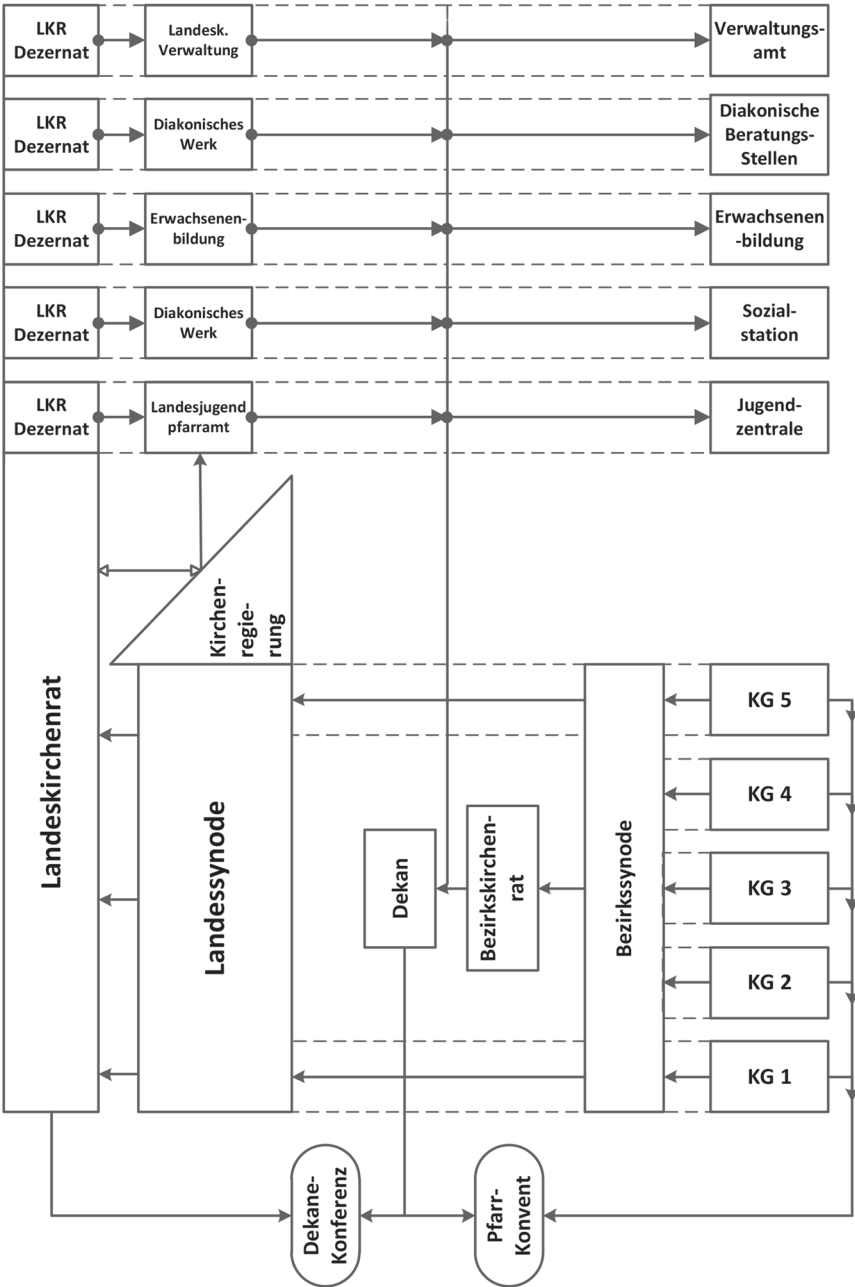 LKR
Dezernat
Landesk.
Verwaltung
Verwaltungs-
amt
LKR
Dezernat
Diakonisches
Werk
Diakonische
Beratungs-
Stellen
LKR
Dezernat
Erwachsenen-
bildung
Erwachsenen
-bildung
LKR
Dezernat
Diakonisches
Werk
Sozial-
station
LKR
Dezernat
Landesjugend
pfarramt
Jugend-
zentrale
Landeskirchenrat
Kirchen-
regie-
rung
Landessynode
Dekan
Bezirkskirchen-
rat
Bezirkssynode
KG 5
KG 4
KG 3
KG 2
KG 1
Dekane-
Konferenz
Pfarr-
Konvent